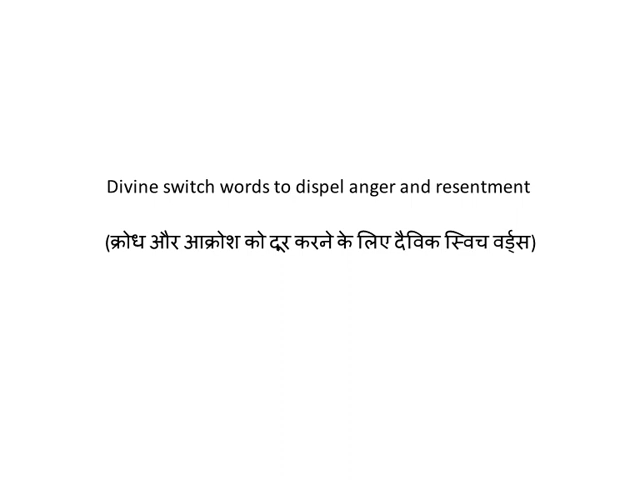 Divine switch words to dispel anger and resentment
(क्रोध और आक्रोश को दूर करने के लिए दैविक स्विच वर्ड्स)